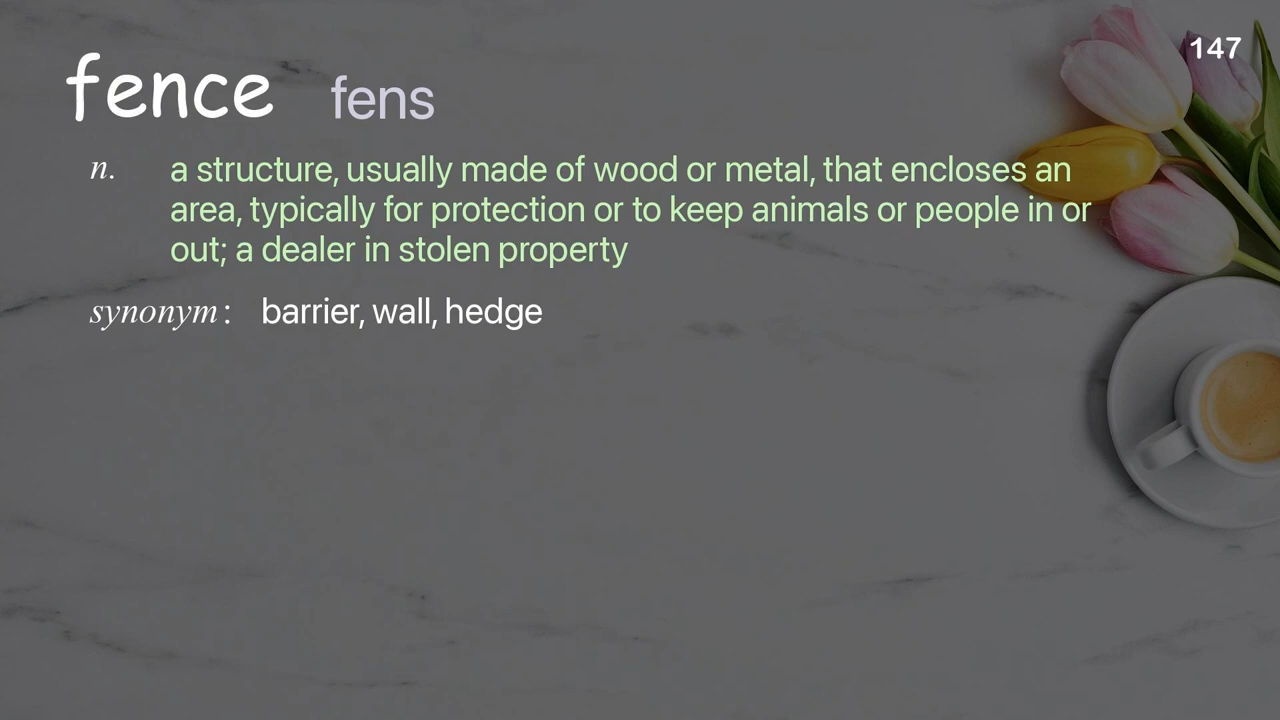 147
fence fens
n. a structure, usually made of wood or metal, that encloses an
area, typically for protection or to keep animals or people in or
out; a dealer in stolen property
synonym : barrier, wall, hedge